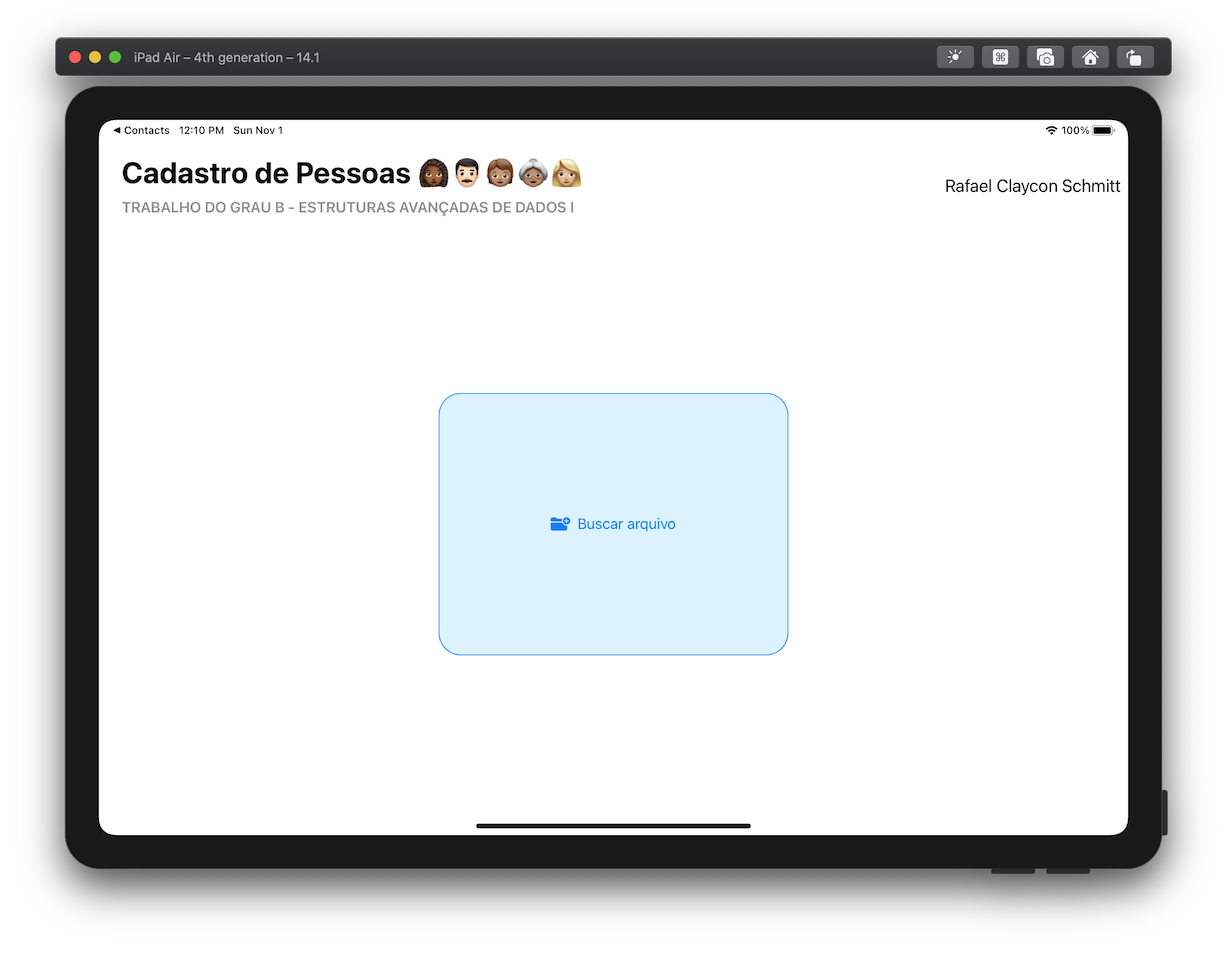 iPad Air – 4th generation – 14.1
◀ Contacts 12:10 PM Sun Nov 1 100%
Cadastro de Pessoas 👩🏿‍🦱👨🏻🧑🏽👵🏽👱🏼‍♀️
Rafael Claycon Schmitt
TRABALHO DO GRAU B - ESTRUTURAS AVANÇADAS DE DADOS I
Buscar arquivo